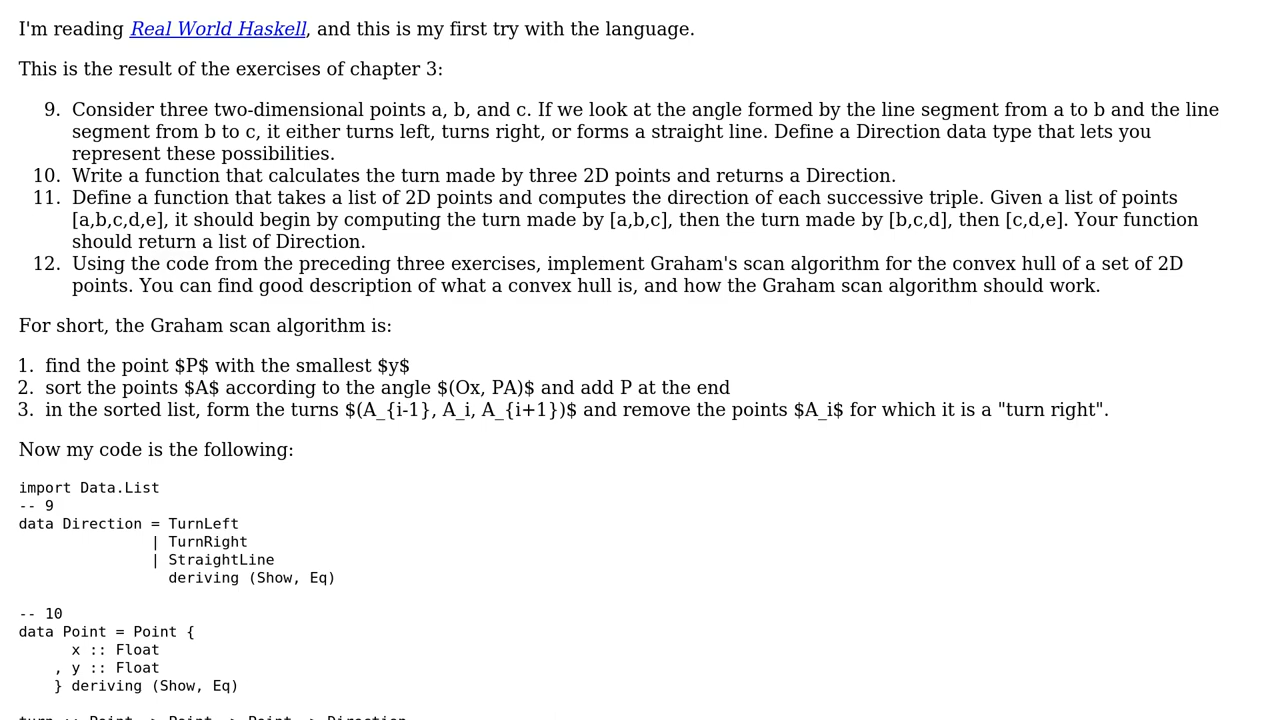 I'm reading Real World Haskell, and this is my first try with the language.
This is the result of the exercises of chapter 3:
9. Consider three two-dimensional points a, b, and c. If we look at the angle formed by the line segment from a to b and the line
segment from b to c, it either turns left, turns right, or forms a straight line. Define a Direction data type that lets you
represent these possibilities.
10. Write a function that calculates the turn made by three 2D points and returns a Direction.
11. Define a function that takes a list of 2D points and computes the direction of each successive triple. Given a list of points
[a,b,c,d,e], it should begin by computing the turn made by [a,b,c], then the turn made by [b,c,d], then [c,d,e]. Your function
should return a list of Direction.
12. Using the code from the preceding three exercises, implement Graham's scan algorithm for the convex hull of a set of 2D
points. You can find good description of what a convex hull is, and how the Graham scan algorithm should work.
For short, the Graham scan algorithm is:
1. find the point $P$ with the smallest $y$
2. sort the points $A$ according to the angle $(Ox, PA)$ and add P at the end
3. in the sorted list, form the turns $(A_{i-1}, A_i, A_{i+1})$ and remove the points $A_i$ for which it is a "turn right".
Now my code is the following:
import Data.List
-- 9
data Direction = TurnLeft
| TurnRight
| StraightLine
deriving (Show, Eq)
-- 10
data Point = Point {
x :: Float
, y :: Float
} deriving (Show, Eq)
turn :: Point -> Point -> Point -> Direction